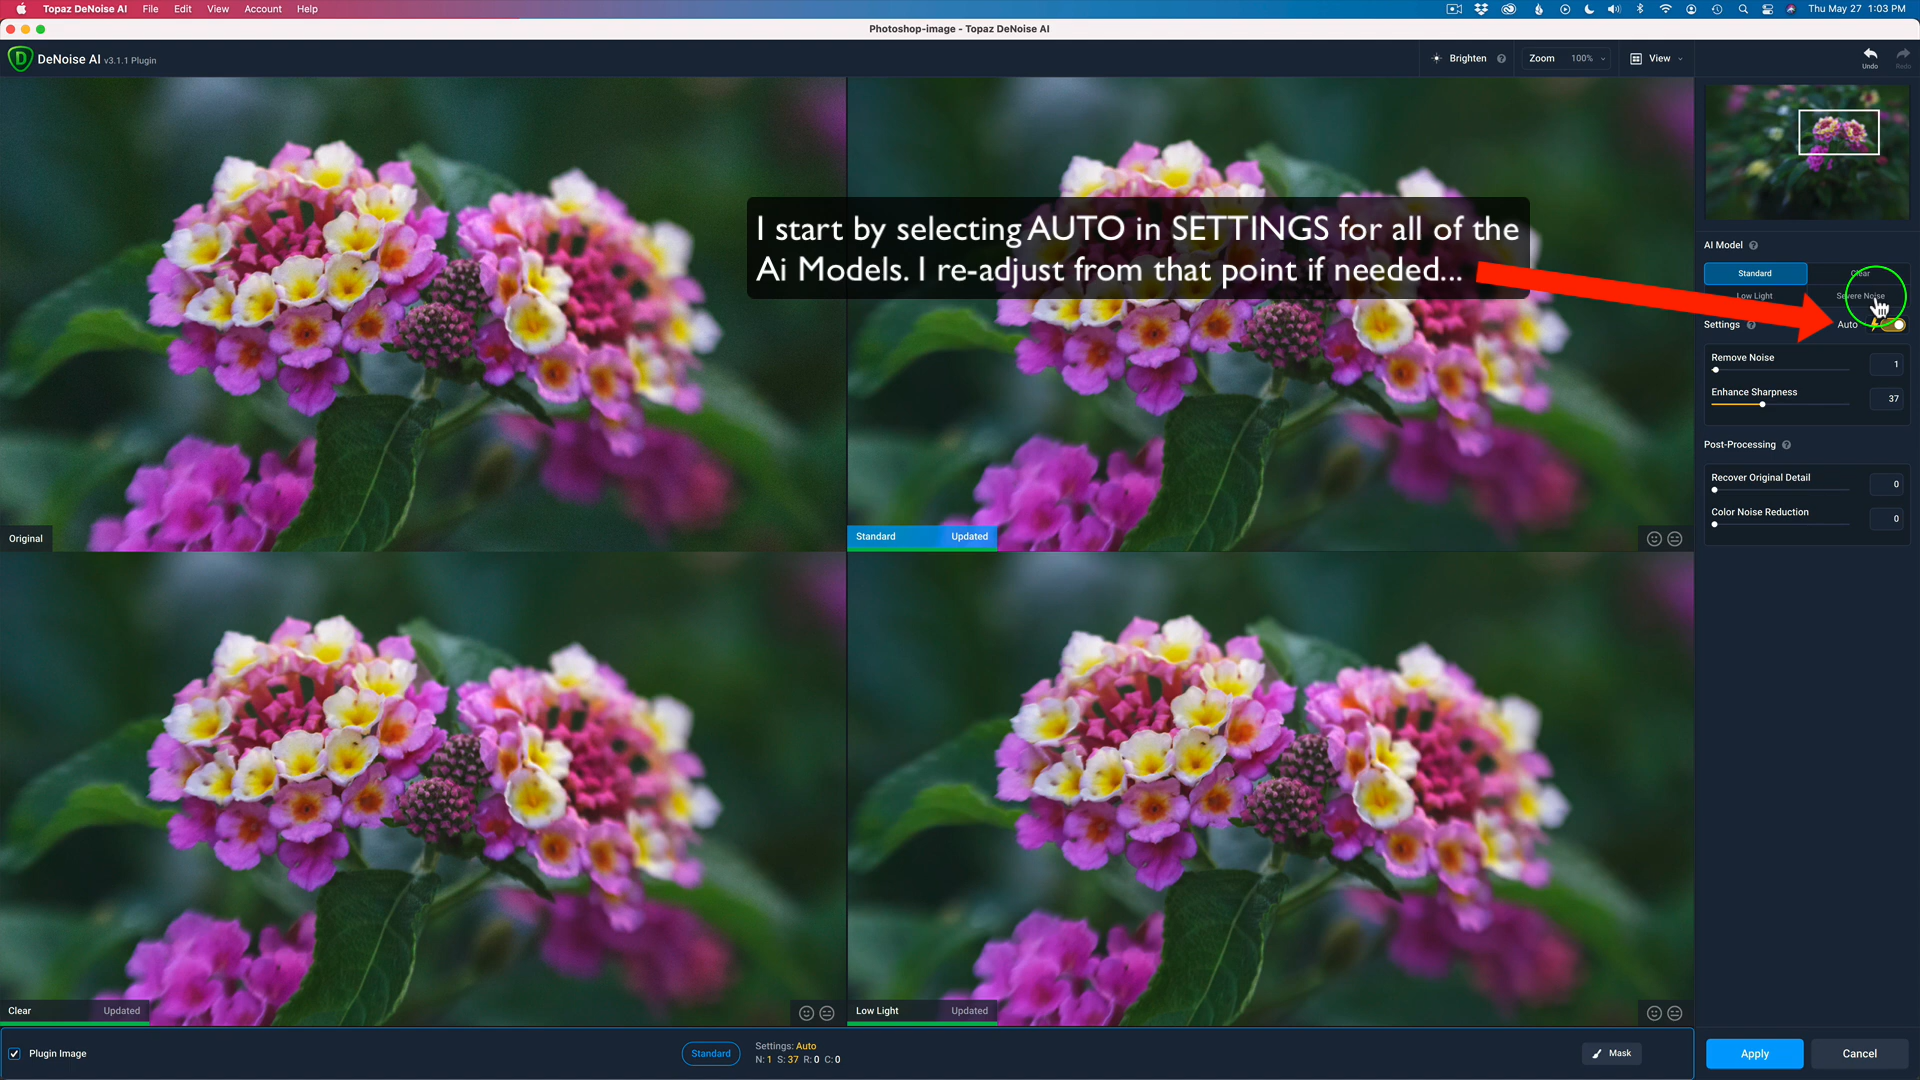 Topaz DeNoise AI File Edit View Account Help
Thu May 27 1:03 PM
Photoshop-image - Topaz DeNoise AI
DeNoise AI v3.1.1 Plugin
Brighten
Zoom 100%
View
Undo
Redo
I start by selecting AUTO in SETTINGS for all of the
Ai Models. I re-adjust from that point if needed...
AI Model
Standard Clear
Low Light Severe Noise
Settings Auto
Remove Noise 1
Enhance Sharpness 37
Post-Processing
Recover Original Detail 0
Color Noise Reduction 0
Original
Standard Updated
Clear Updated
Low Light Updated
Plugin Image
Standard
Settings: Auto
N: 1 S: 37 R: 0 C: 0
Mask
Apply
Cancel